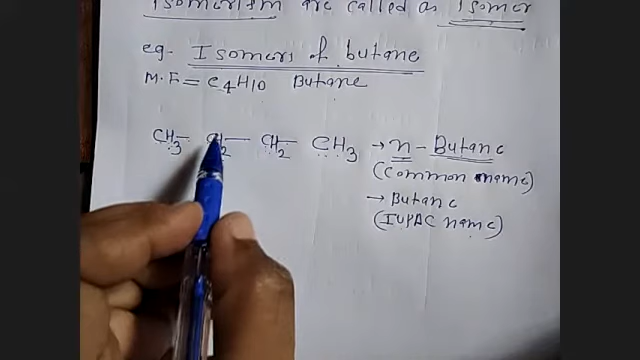 Isomerism are called as Isomer
eg. Isomers of butane
M.F = C4H10 Butane
CH3 — CH2 — CH2 — CH3 → n - Butane
(Common name)
→ Butane
(IUPAC name)